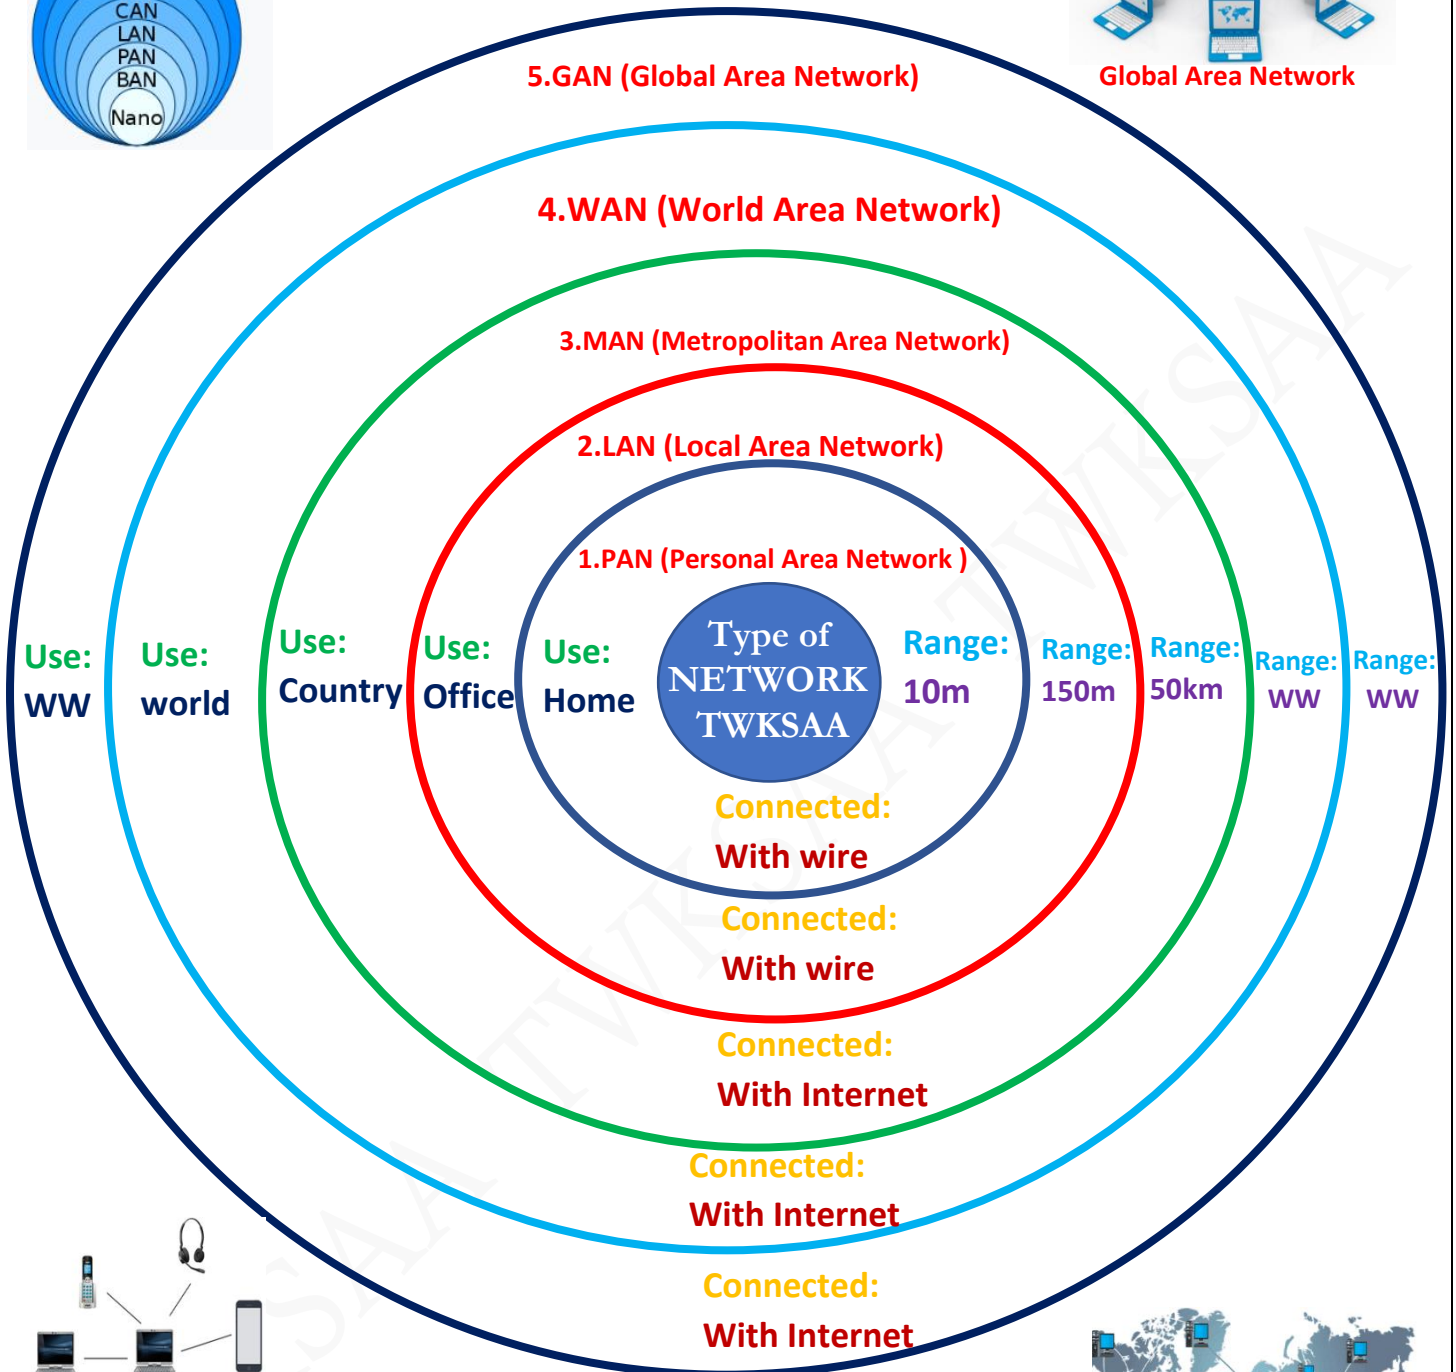 CAN
LAN
PAN
BAN
Nano
Global Area Network
5.GAN (Global Area Network)
4.WAN (World Area Network)
3.MAN (Metropolitan Area Network)
2.LAN (Local Area Network)
1.PAN (Personal Area Network )
Type of
NETWORK
TWKSAA
Use:
WW
Use:
world
Use:
Country
Use:
Office
Use:
Home
Range:
10m
Range:
150m
Range:
50km
Range:
WW
Range:
WW
Connected:
With wire
Connected:
With wire
Connected:
With Internet
Connected:
With Internet
Connected:
With Internet
TWKSAA TWKSAA TWKSAA